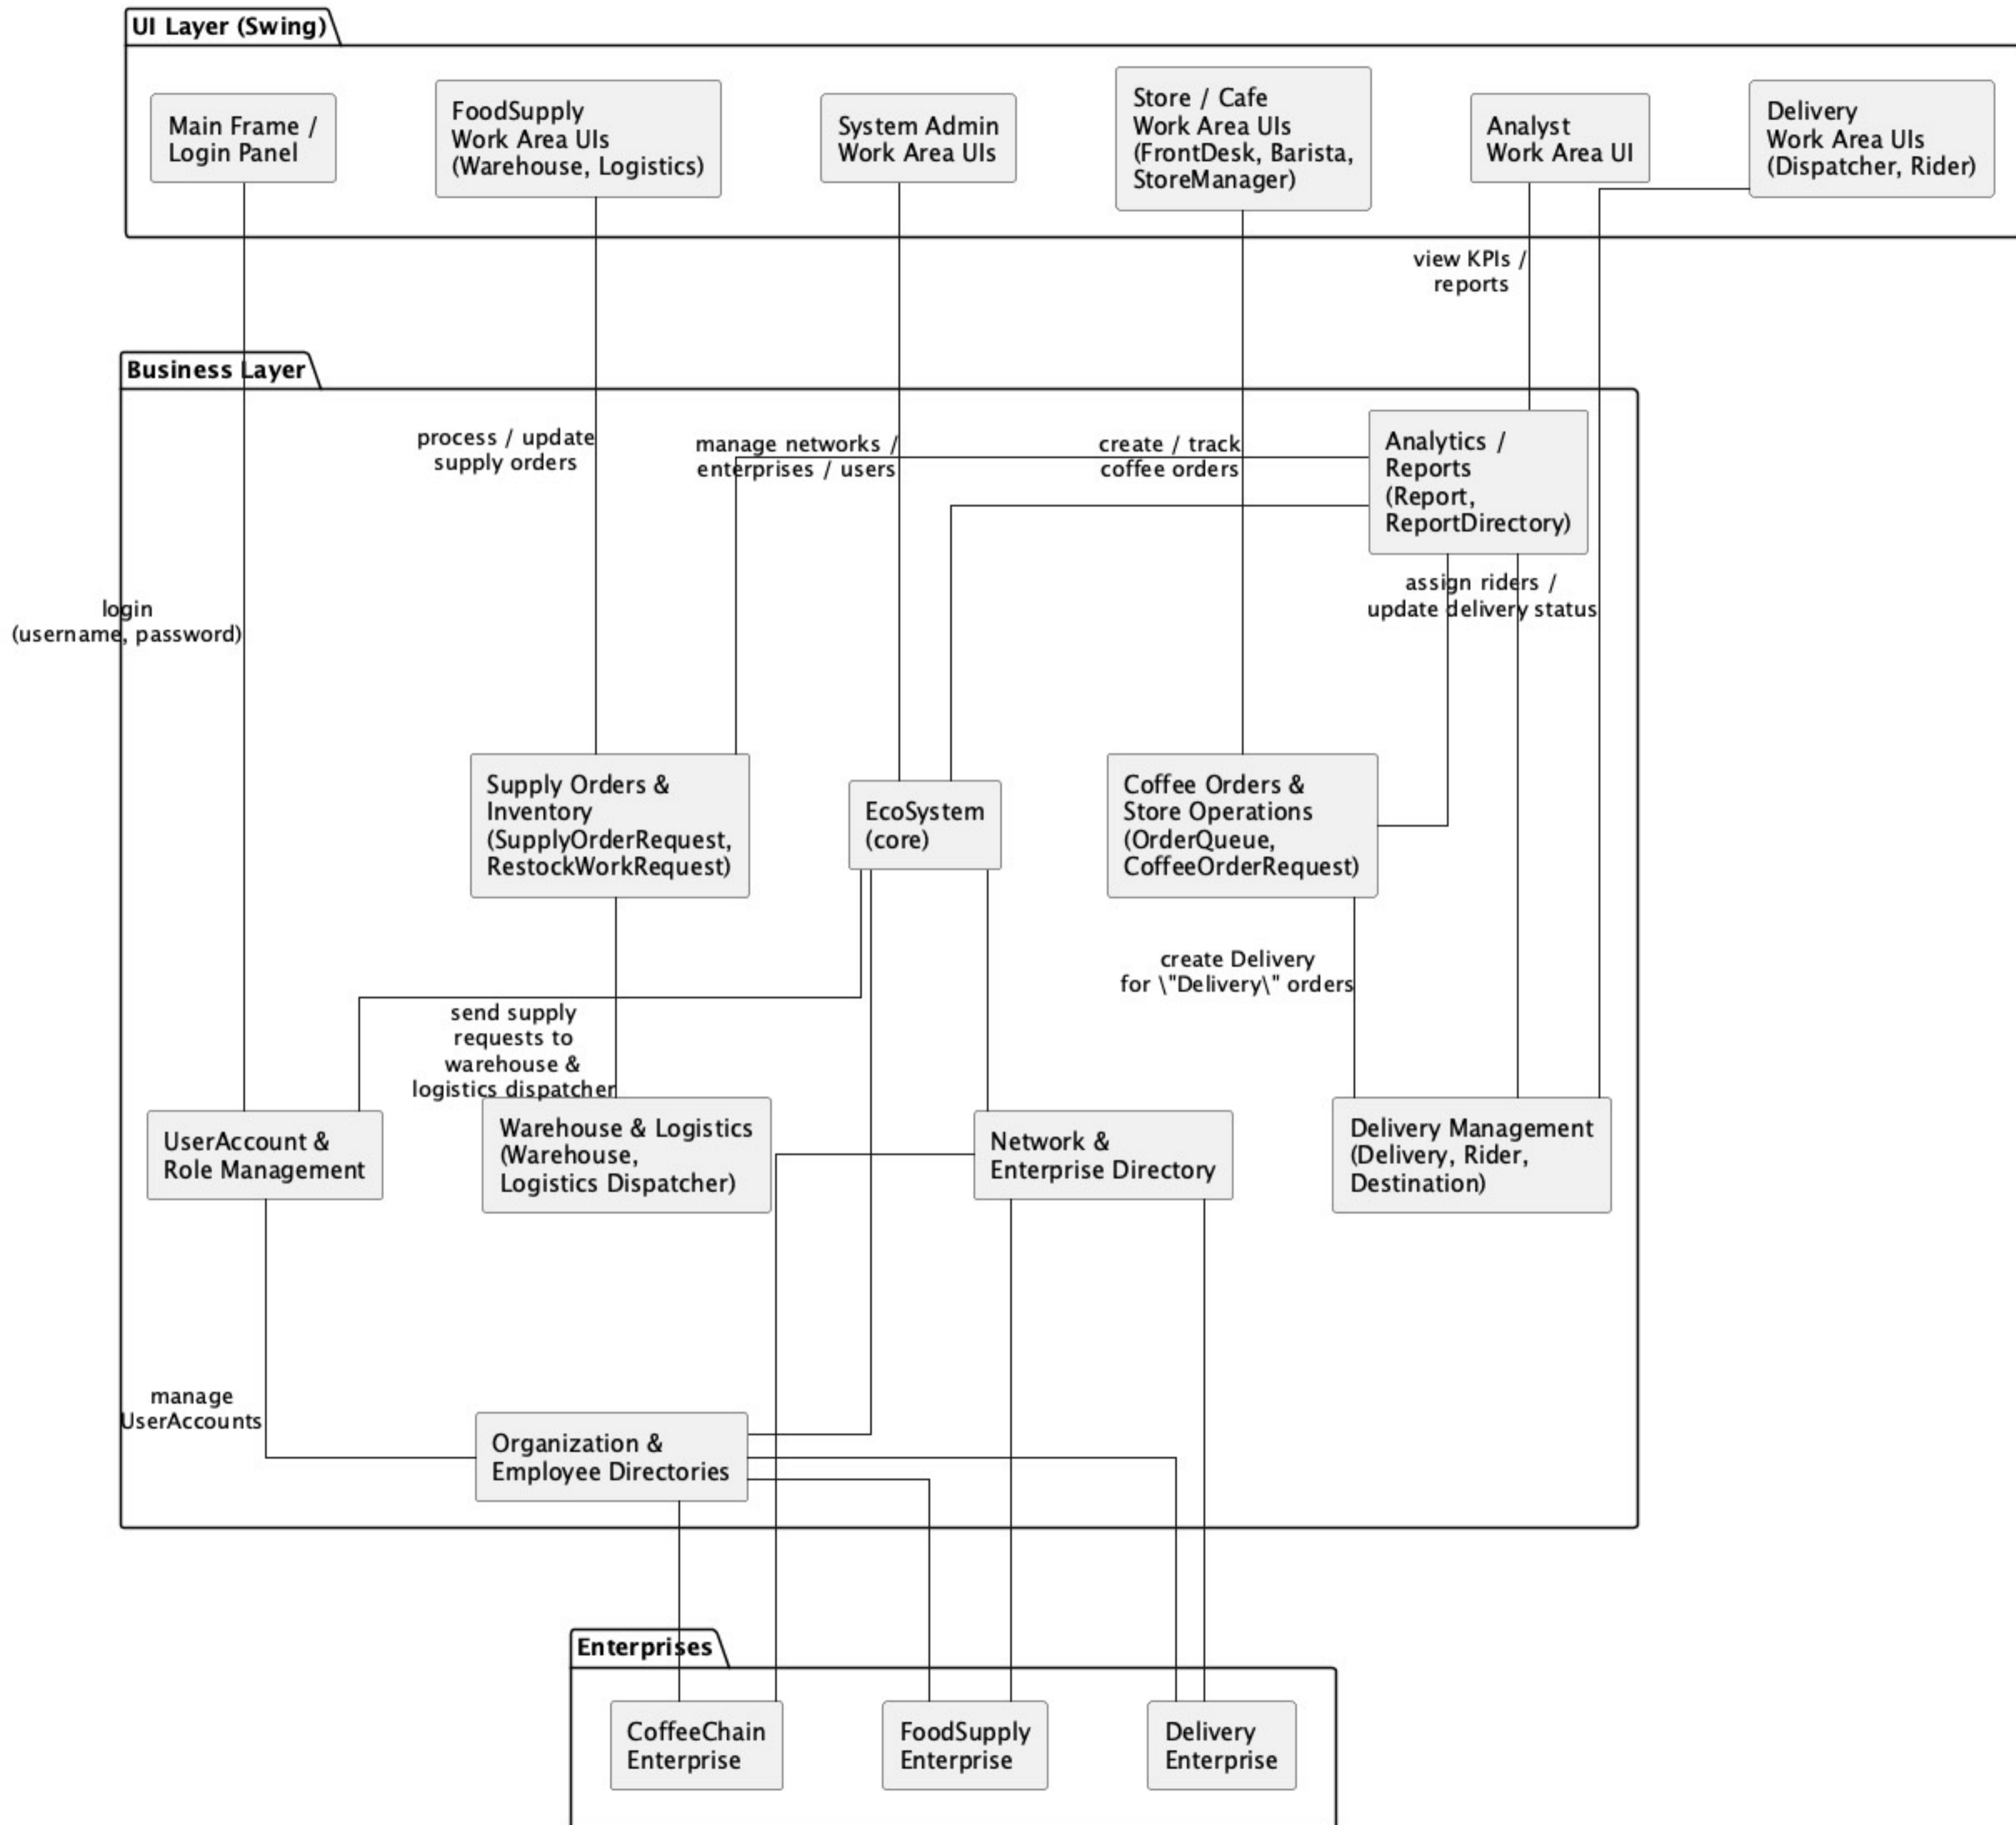 UI Layer (Swing)
Main Frame /
Login Panel
FoodSupply
Work Area UIs
(Warehouse, Logistics)
System Admin
Work Area UIs
Store / Cafe
Work Area UIs
(FrontDesk, Barista,
StoreManager)
Analyst
Work Area UI
Delivery
Work Area UIs
(Dispatcher, Rider)
view KPIs /
reports
Business Layer
process / update
supply orders
manage networks /
enterprises / users
create / track
coffee orders
Analytics /
Reports
(Report,
ReportDirectory)
assign riders /
update delivery status
login
(username, password)
Supply Orders &
Inventory
(SupplyOrderRequest,
RestockWorkRequest)
EcoSystem
(core)
Coffee Orders &
Store Operations
(OrderQueue,
CoffeeOrderRequest)
create Delivery
for \"Delivery\" orders
send supply
requests to
warehouse &
logistics dispatcher
UserAccount &
Role Management
Warehouse & Logistics
(Warehouse,
Logistics Dispatcher)
Network &
Enterprise Directory
Delivery Management
(Delivery, Rider,
Destination)
manage
UserAccounts
Organization &
Employee Directories
Enterprises
CoffeeChain
Enterprise
FoodSupply
Enterprise
Delivery
Enterprise